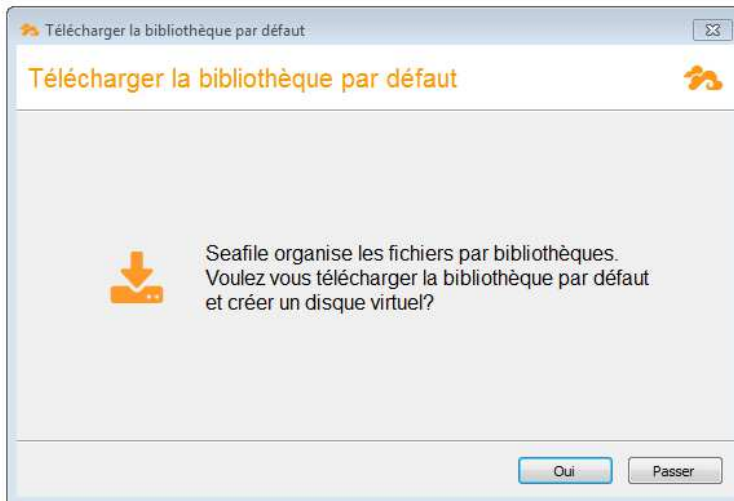 Télécharger la bibliothèque par défaut
Télécharger la bibliothèque par défaut
Seafile organise les fichiers par bibliothèques.
Voulez vous télécharger la bibliothèque par défaut
et créer un disque virtuel?
Oui
Passer